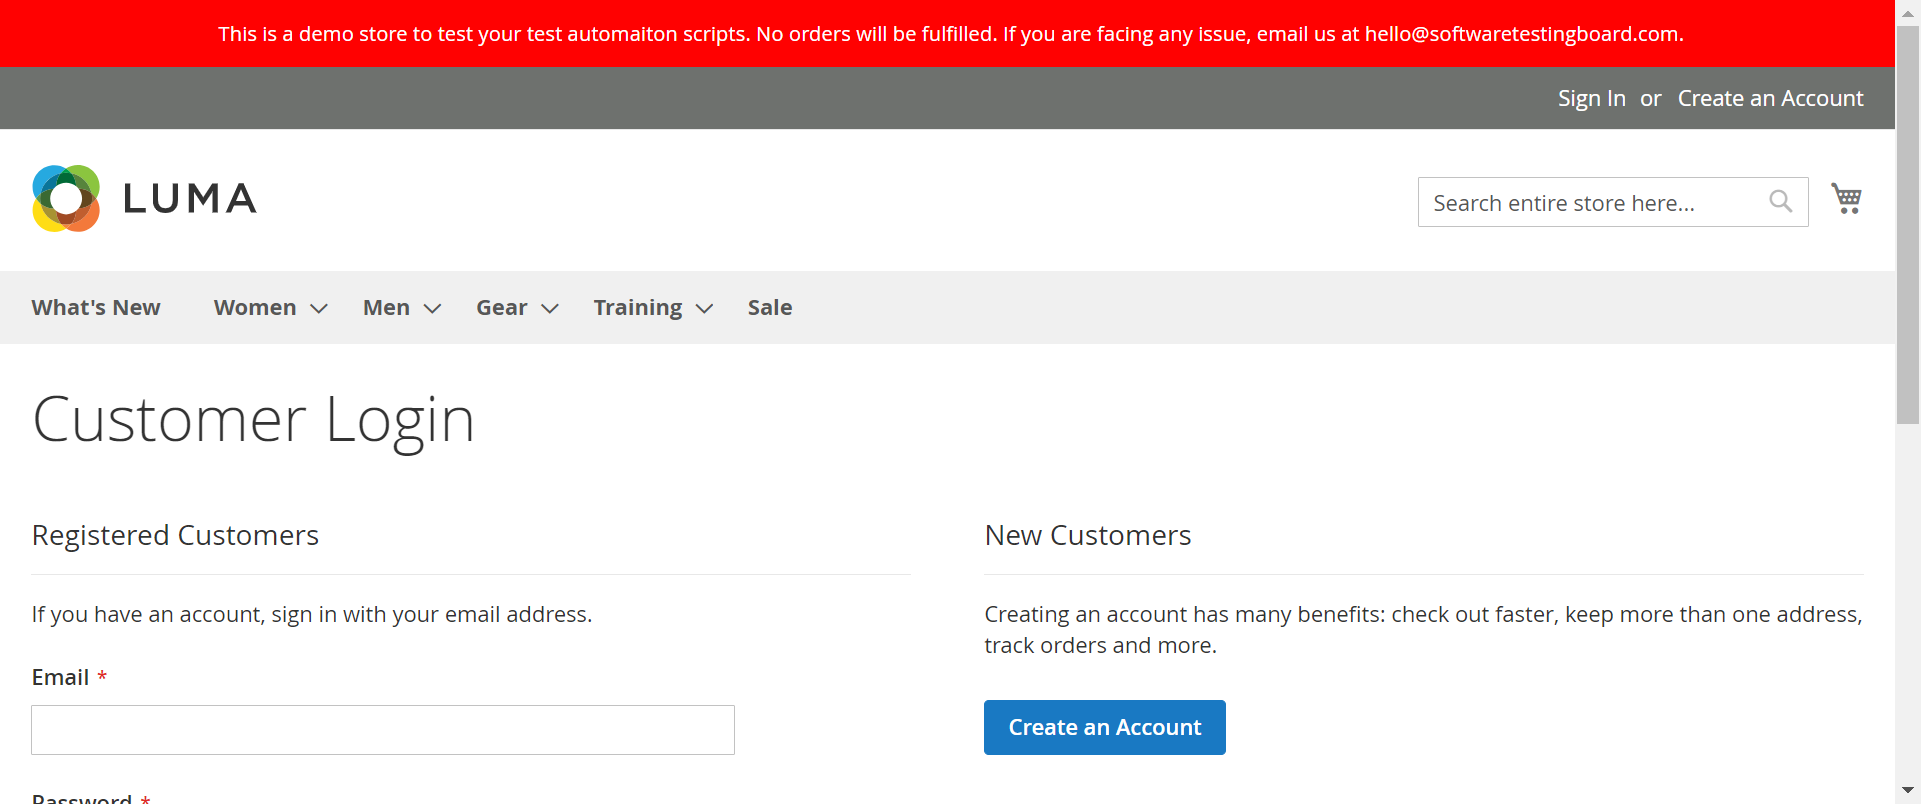 This is a demo store to test your test automaiton scripts. No orders will be fulfilled. If you are facing any issue, email us at hello@softwaretestingboard.com.
Sign In or Create an Account
LUMA
Search entire store here...
What's New Women Men Gear Training Sale
Customer Login
Registered Customers
If you have an account, sign in with your email address.
Email *
Password *
New Customers
Creating an account has many benefits: check out faster, keep more than one address,
track orders and more.
Create an Account